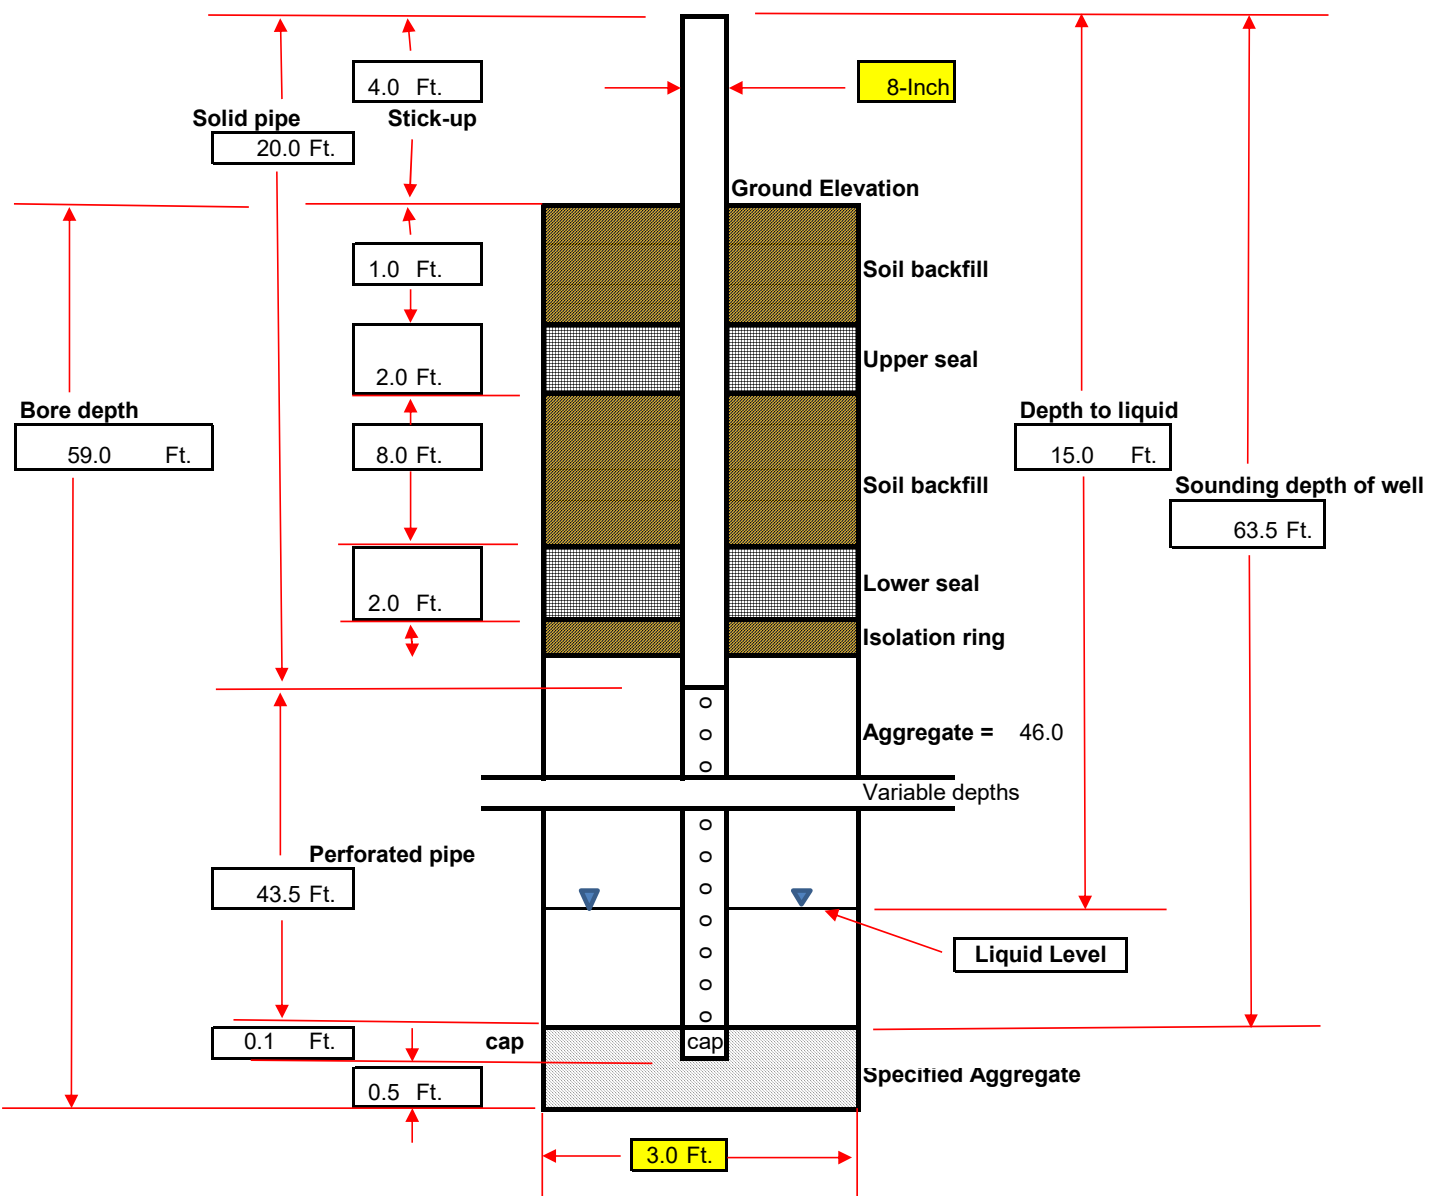 4.0 Ft.
8-Inch
Solid pipe
Stick-up
20.0 Ft.
Ground Elevation
1.0 Ft.
Soil backfill
2.0 Ft.
Upper seal
Bore depth
59.0 Ft.
8.0 Ft.
Depth to liquid
15.0 Ft.
Soil backfill
Sounding depth of well
63.5 Ft.
2.0 Ft.
Lower seal
Isolation ring
Aggregate = 46.0
Variable depths
Perforated pipe
43.5 Ft.
Liquid Level
0.1 Ft.
cap
cap
0.5 Ft.
Specified Aggregate
3.0 Ft.